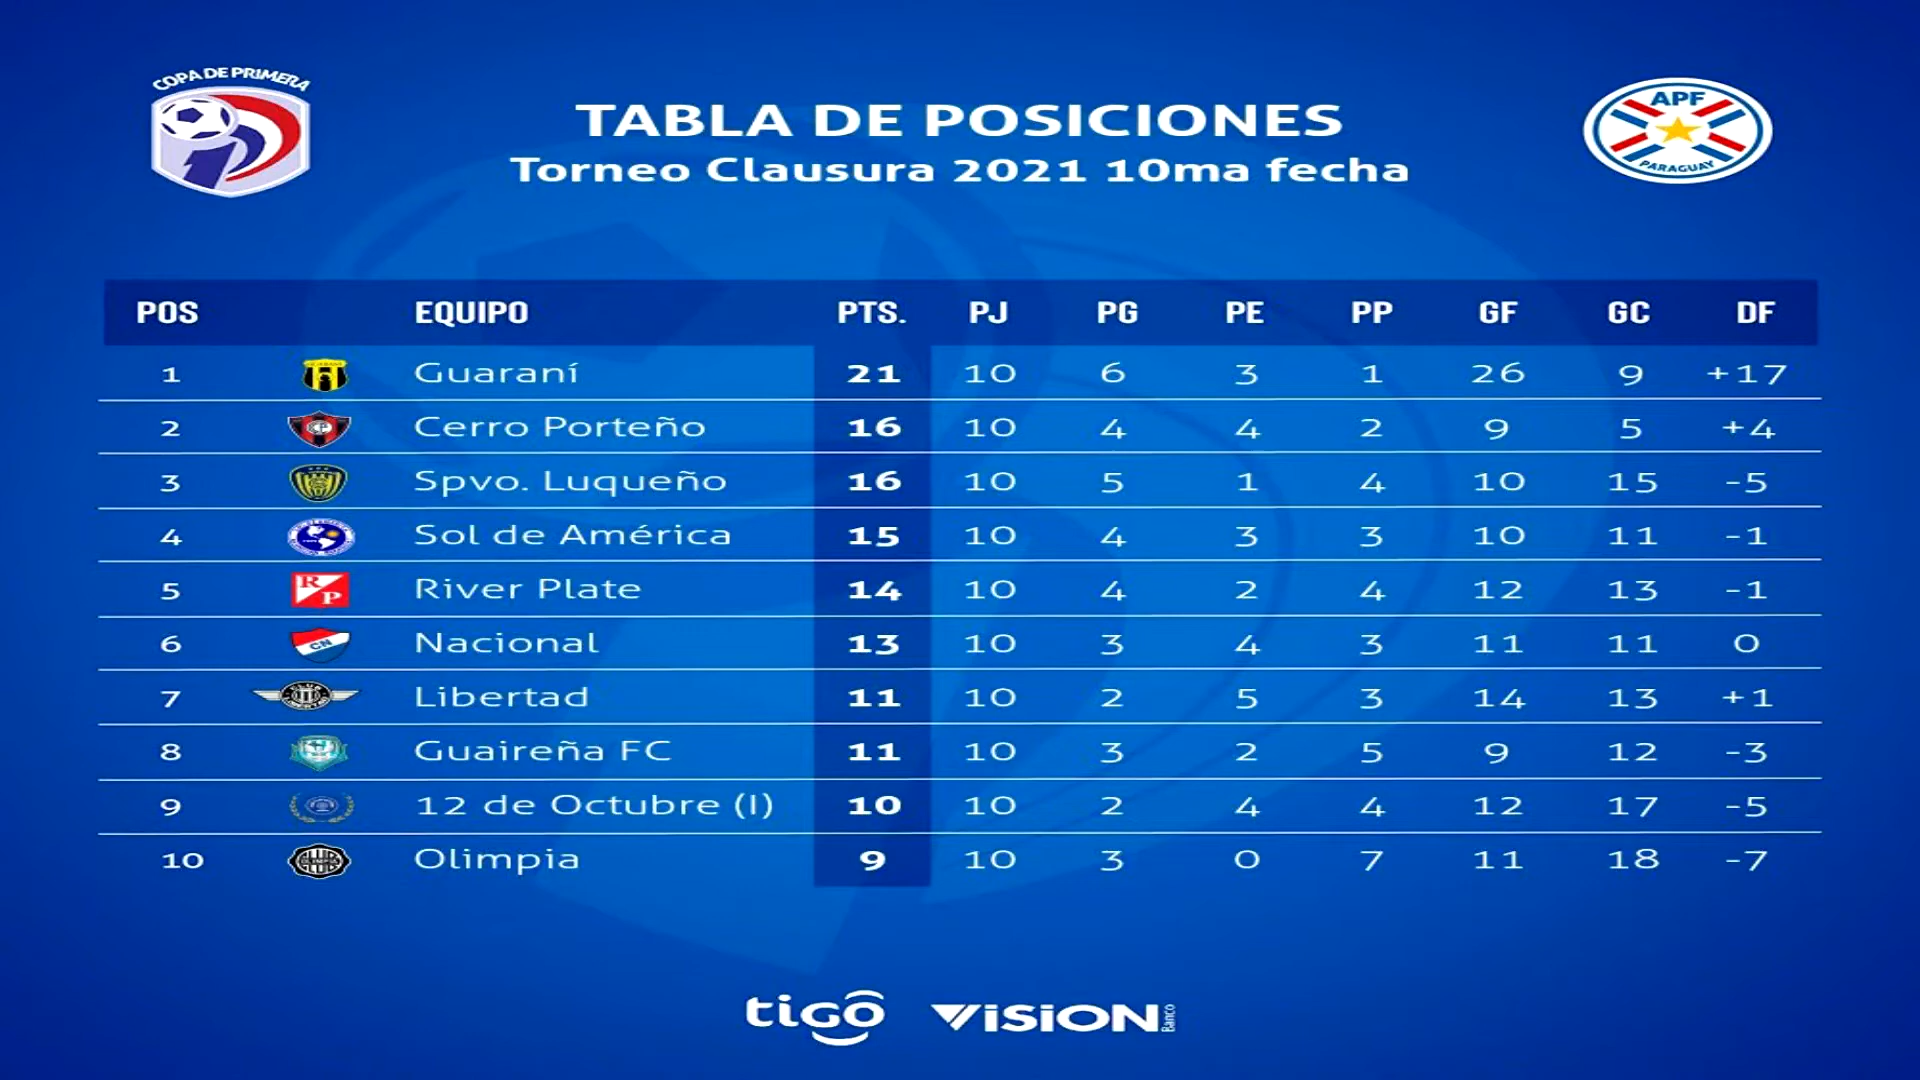 COPA DE PRIMERA
APF
PARAGUAY
TABLA DE POSICIONES
Torneo Clausura 2021 10ma fecha
POS EQUIPO PTS. PJ PG PE PP GF GC DF
1 Guaraní 21 10 6 3 1 26 9 +17
2 Cerro Porteño 16 10 4 4 2 9 5 +4
3 Spvo. Luqueño 16 10 5 1 4 10 15 -5
4 Sol de América 15 10 4 3 3 10 11 -1
5 RP River Plate 14 10 4 2 4 12 13 -1
6 CN Nacional 13 10 3 4 3 11 11 0
7 Libertad 11 10 2 5 3 14 13 +1
8 Guaireña FC 11 10 3 2 5 9 12 -3
9 12 de Octubre (I) 10 10 2 4 4 12 17 -5
10 Olimpia 9 10 3 0 7 11 18 -7
tigo VISION Banco